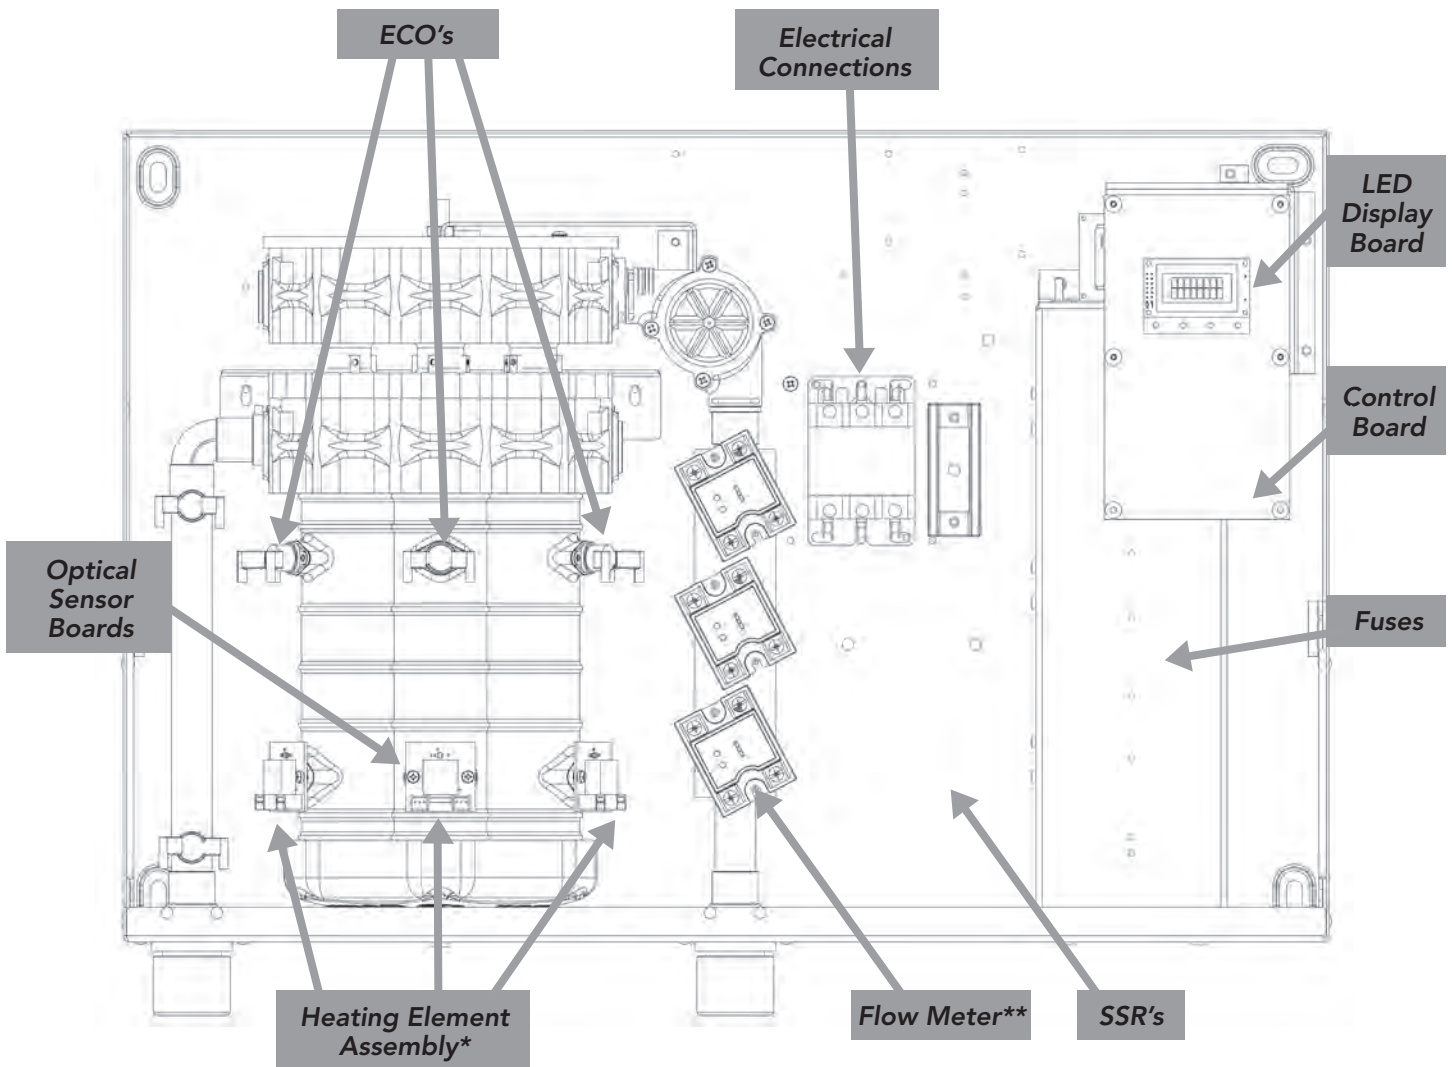 ECO's
Electrical
Connections
LED
Display
Board
Control
Board
Optical
Sensor
Boards
Fuses
Heating Element
Assembly*
Flow Meter**
SSR's